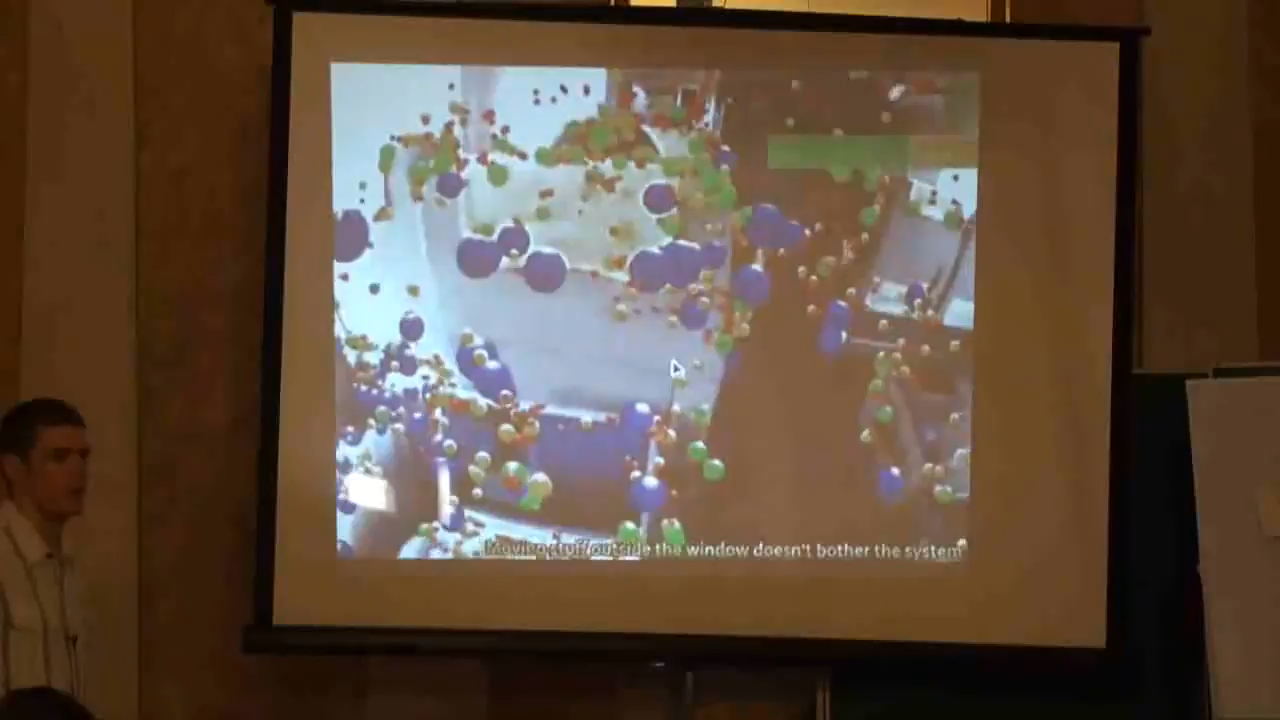 Moving stuff outside the window doesn't bother the system